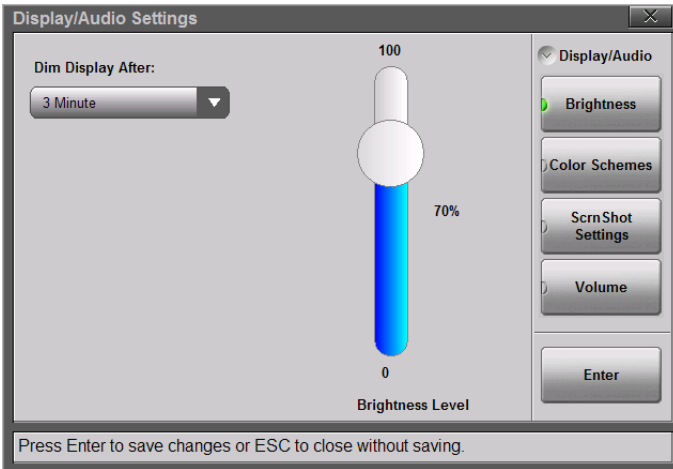 Display/Audio Settings
Dim Display After:
3 Minute
100
70%
0
Brightness Level
Display/Audio
Brightness
Color Schemes
ScrnShot
Settings
Volume
Enter
Press Enter to save changes or ESC to close without saving.